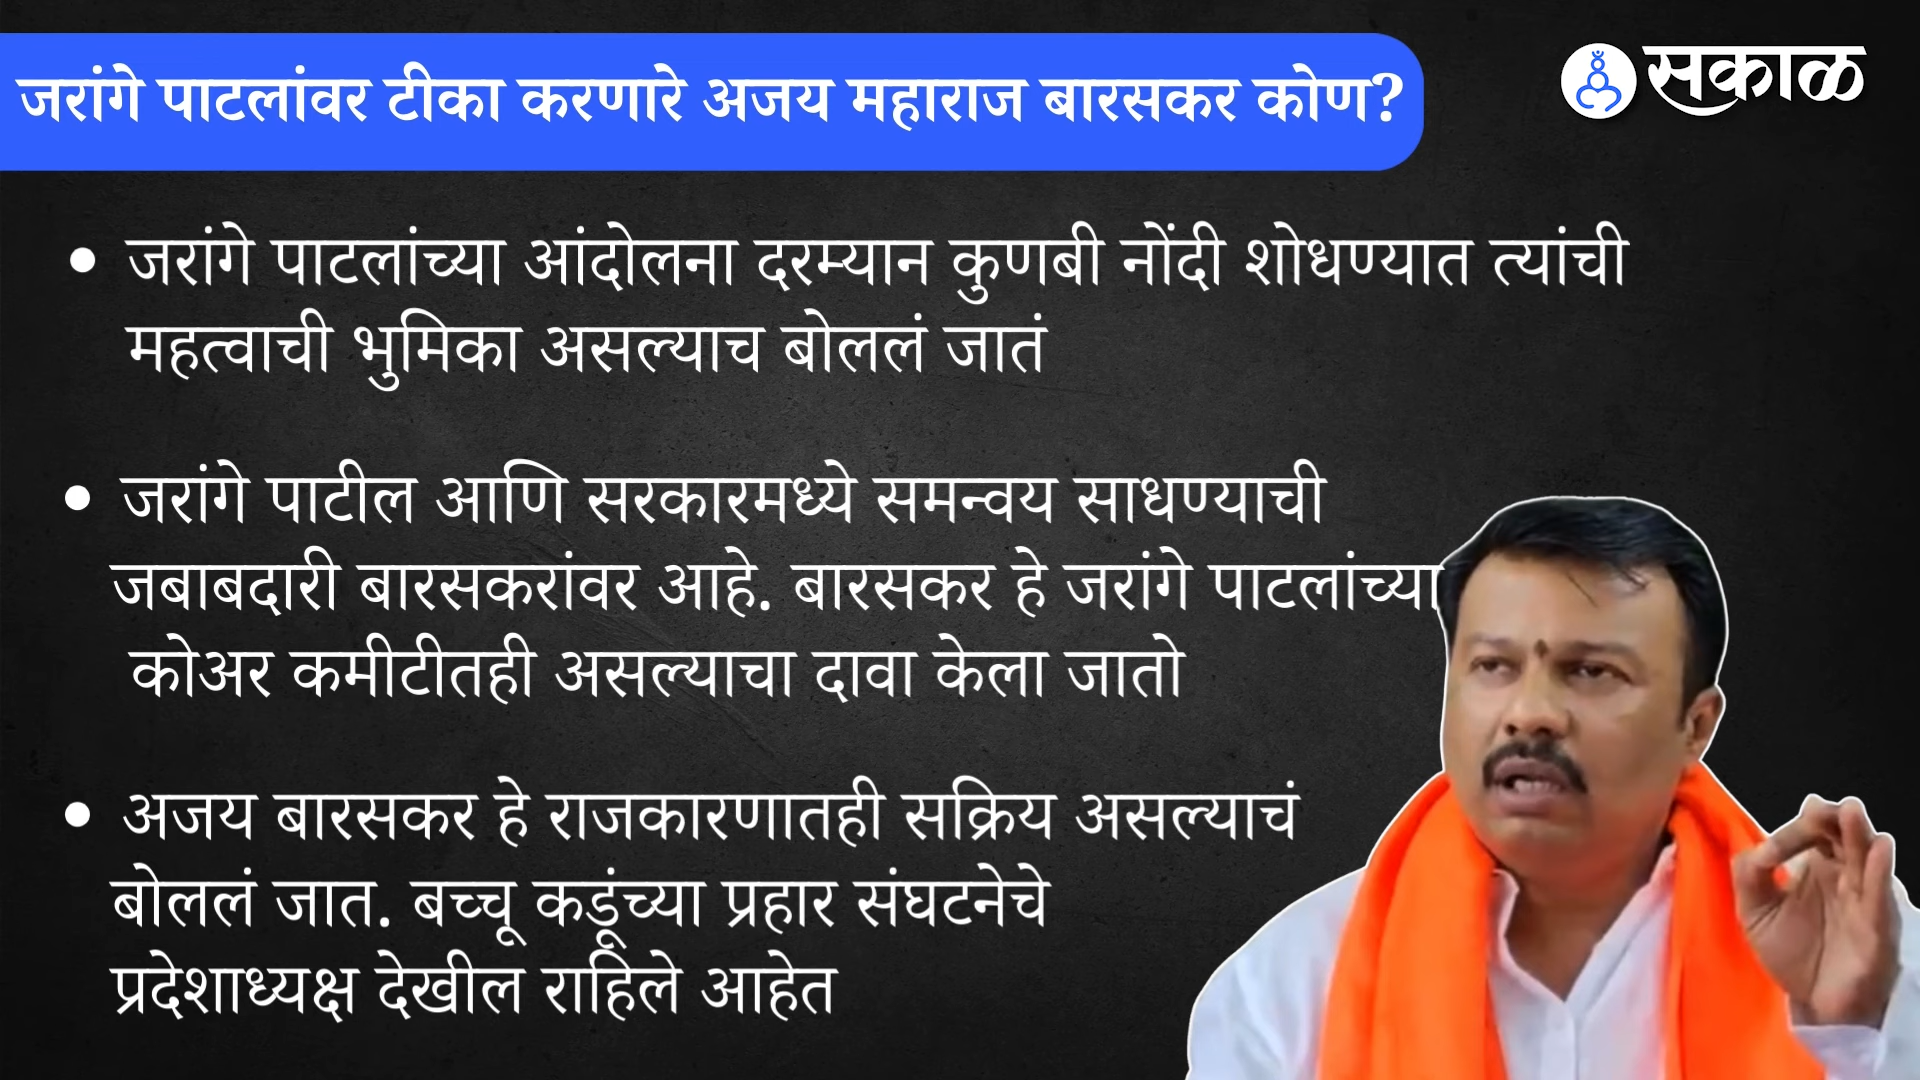 जरांगे पाटलांवर टीका करणारे अजय महाराज बारसकर कोण?
सकाळ
• जरांगे पाटलांच्या आंदोलना दरम्यान कुणबी नोंदी शोधण्यात त्यांची
महत्वाची भुमिका असल्याच बोललं जातं
• जरांगे पाटील आणि सरकारमध्ये समन्वय साधण्याची
जबाबदारी बारसकरांवर आहे. बारसकर हे जरांगे पाटलांच्या
कोअर कमीटीतही असल्याचा दावा केला जातो
• अजय बारसकर हे राजकारणातही सक्रिय असल्याचं
बोललं जात. बच्चू कडूंच्या प्रहार संघटनेचे
प्रदेशाध्यक्ष देखील राहिले आहेत